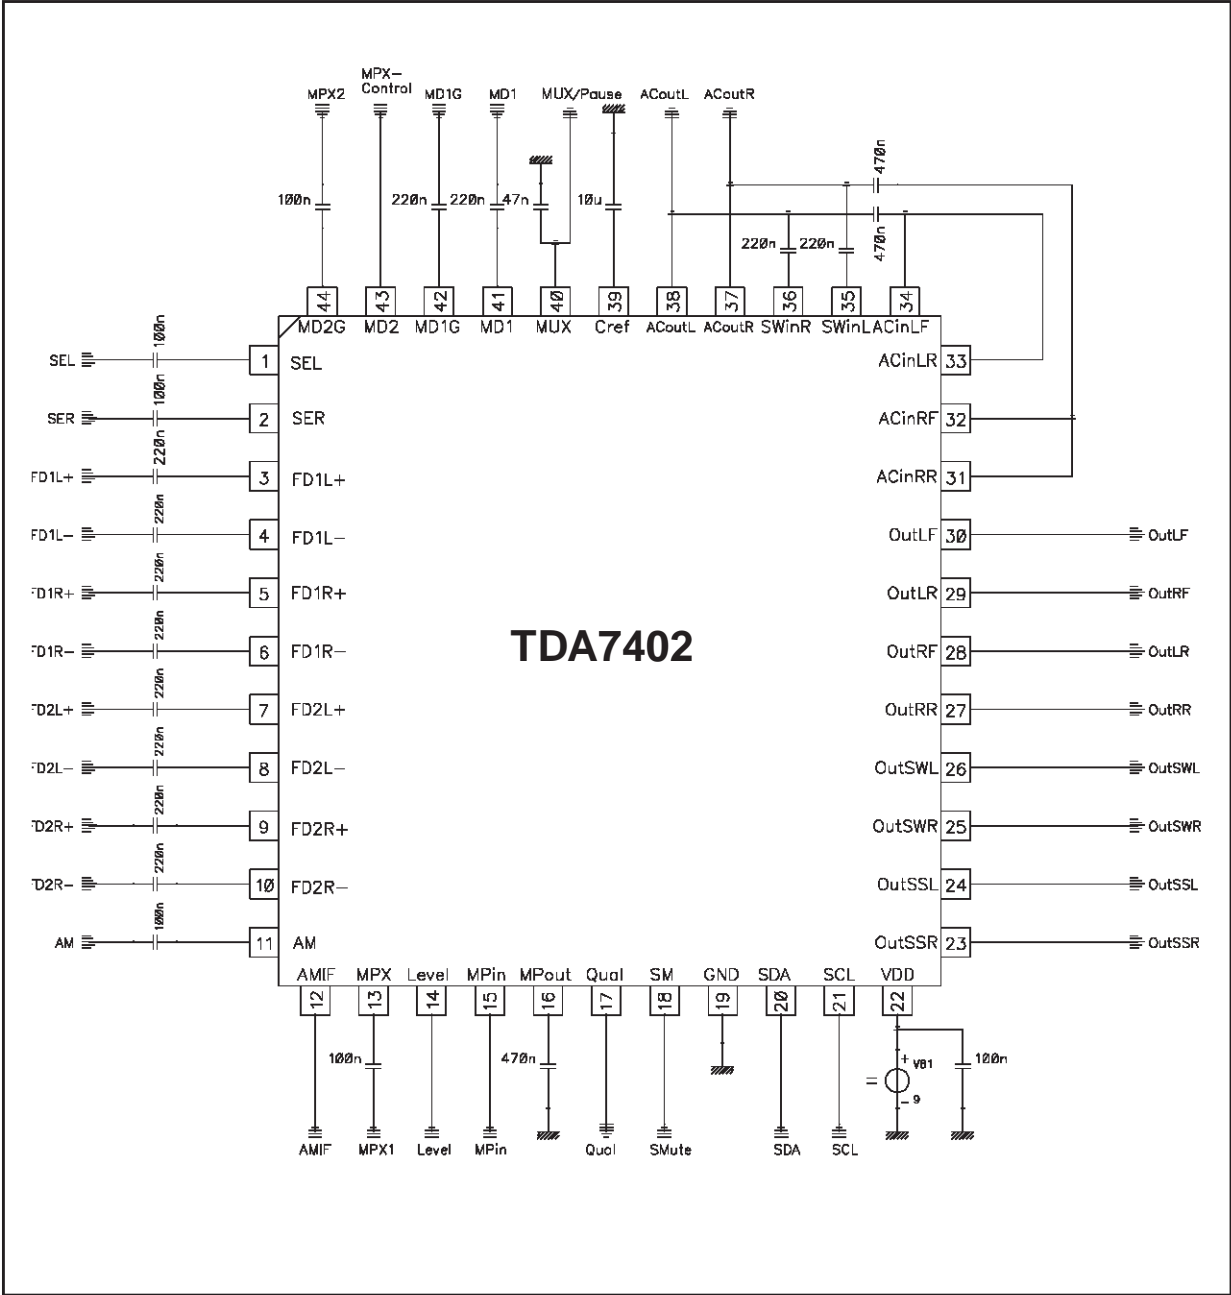 MPX-
Control
MPX2
MD1G
MD1
MUX/Pause
ACoutL
ACoutR
470n
100n
220n
220n
47n
10u
220n
220n
470n
44
43
42
41
40
39
38
37
36
35
34
MD2G
MD2
MD1G
MD1
MUX
Cref
ACoutL
ACoutR
SWinR
SWinL
ACinLF
SEL
100n
1
SEL
ACinLR
33
SER
100n
2
SER
ACinRF
32
FD1L+
220n
3
FD1L+
ACinRR
31
FD1L-
220n
4
FD1L-
OutLF
30
OutLF
FD1R+
220n
5
FD1R+
OutLR
29
OutRF
FD1R-
220n
6
FD1R-
TDA7402
OutRF
28
OutLR
FD2L+
220n
7
FD2L+
OutRR
27
OutRR
FD2L-
220n
8
FD2L-
OutSWL
26
OutSWL
FD2R+
220n
9
FD2R+
OutSWR
25
OutSWR
FD2R-
220n
10
FD2R-
OutSSL
24
OutSSL
AM
100n
11
AM
OutSSR
23
OutSSR
AMIF
MPX
Level
MPin
MPout
Qual
SM
GND
SDA
SCL
VDD
12
13
14
15
16
17
18
19
20
21
22
100n
470n
+
VB1
=
- 9
100n
AMIF
MPX1
Level
MPin
Qual
SMute
SDA
SCL